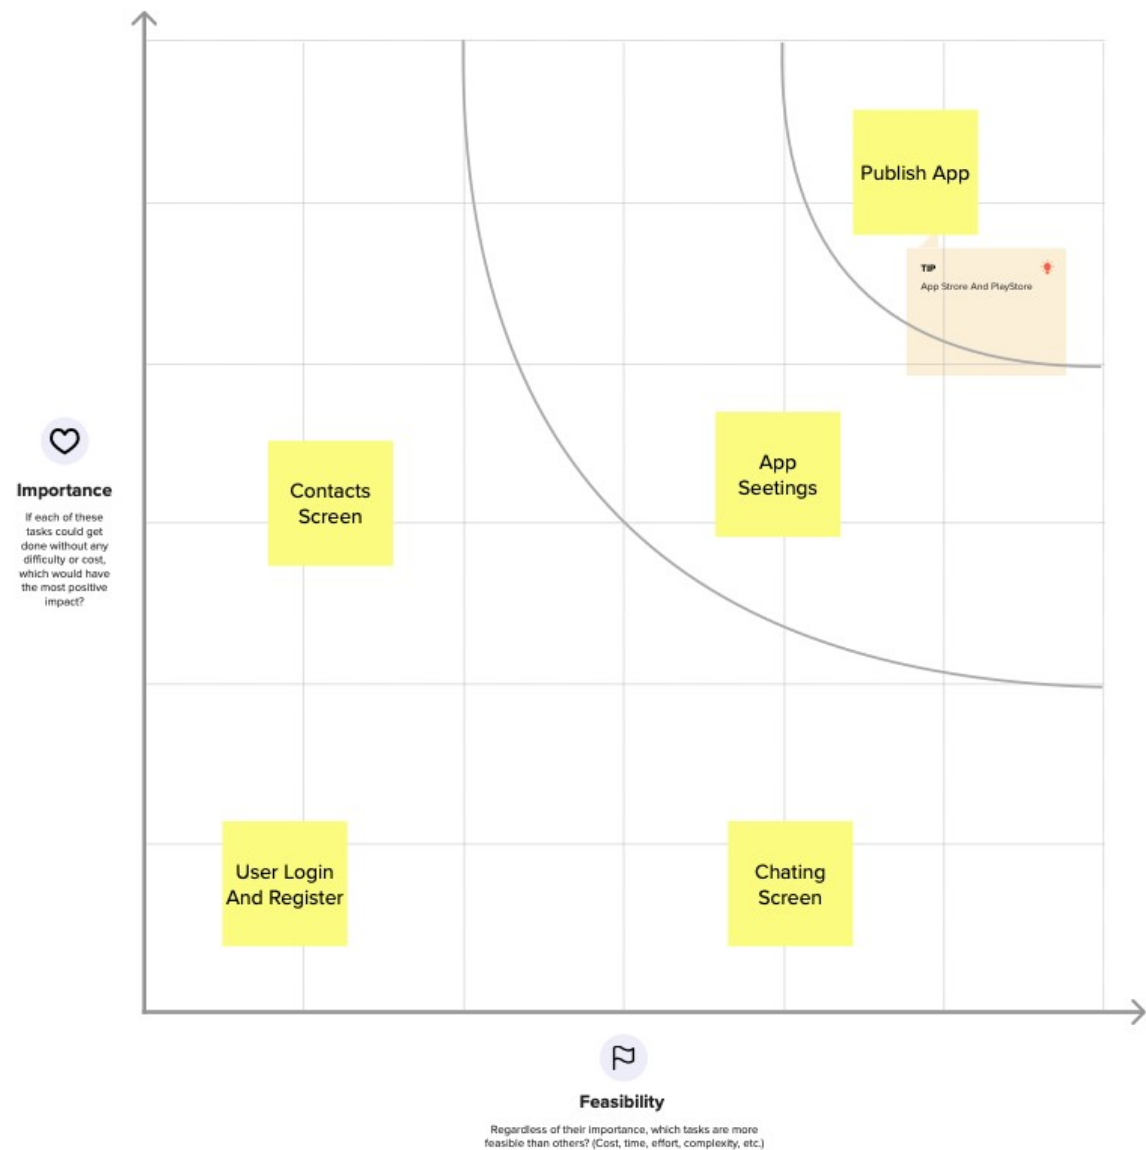 Publish App
TIP
App Strore And PlayStore
App
Seetings
Contacts
Screen
Importance
If each of these
tasks could get
done without any
difficulty or cost,
which would have
the most positive
impact?
User Login
And Register
Chating
Screen
Feasibility
Regardless of their importance, which tasks are more
feasible than others? (Cost, time, effort, complexity, etc.)